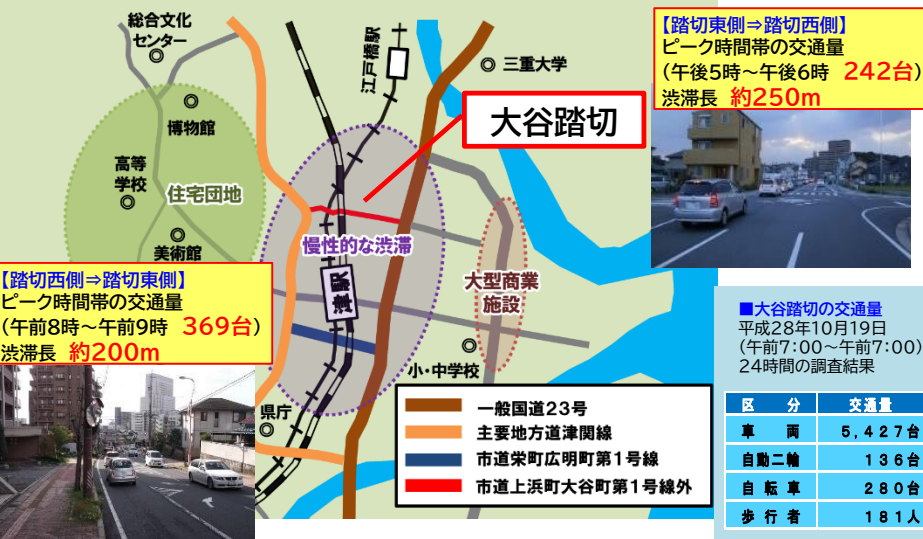 総合文化
センター
博物館
高等
学校
住宅団地
美術館
江戸橋駅
三重大学
大谷踏切
慢性的な渋滞
津駅
大型商業
施設
小・中学校
県庁
【踏切東側⇒踏切西側】
ピーク時間帯の交通量
(午後5時～午後6時 242台)
渋滞長 約250m
【踏切西側⇒踏切東側】
ピーク時間帯の交通量
(午前8時～午前9時 369台)
渋滞長 約200m
一般国道23号
主要地方道津関線
市道栄町広明町第1号線
市道上浜町大谷町第1号線外
■大谷踏切の交通量
平成28年10月19日
(午前7:00～午前7:00)
24時間の調査結果
区 分 交通量
車 両 5,427台
自動二輪 136台
自転車 280台
歩行者 181人